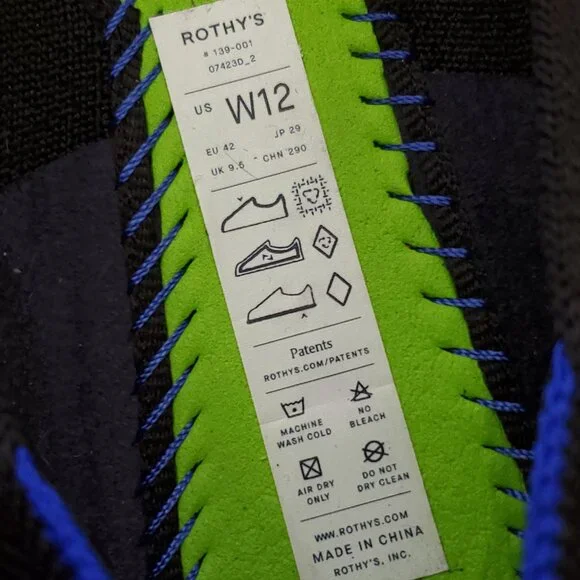 ROTHY'S
# 139-001
07423D_2
US W12
EU 42 JP 29
UK 9.5 CHN 290
Patents
ROTHYS.COM/PATENTS
MACHINE WASH COLD
NO BLEACH
AIR DRY ONLY
DO NOT DRY CLEAN
WWW.ROTHYS.COM
MADE IN CHINA
ROTHY'S, INC.